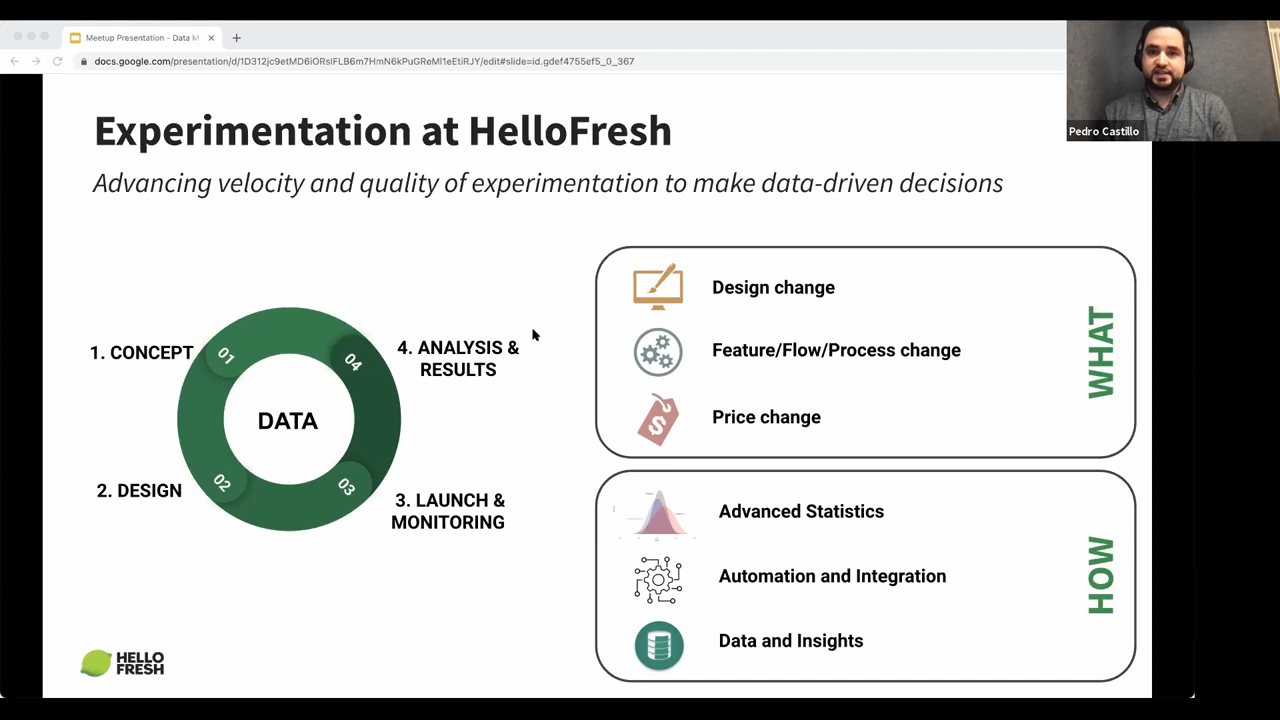 Meetup Presentation - Data M
docs.google.com/presentation/d/1D312jc9etMD6iORsIFLB6m7HmN6kPuGReMl1eEtiRJY/edit#slide=id.gdef4755ef5_0_367
Pedro Castillo
Experimentation at HelloFresh
Advancing velocity and quality of experimentation to make data-driven decisions
1. CONCEPT
01
04
4. ANALYSIS &
RESULTS
DATA
2. DESIGN
02
03
3. LAUNCH &
MONITORING
Design change
Feature/Flow/Process change
Price change
WHAT
Advanced Statistics
Automation and Integration
Data and Insights
HOW
HELLO
FRESH